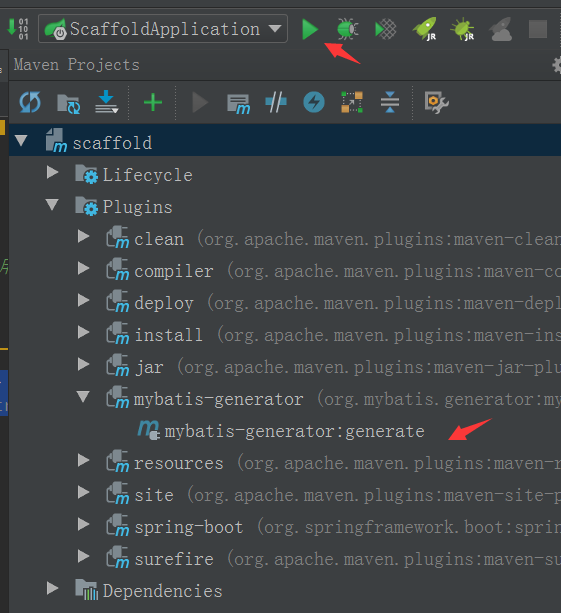 ScaffoldApplication
JR
JR
Maven Projects
scaffold
Lifecycle
Plugins
clean (org.apache.maven.plugins:maven-clean
compiler (org.apache.maven.plugins:maven-co
deploy (org.apache.maven.plugins:maven-depl
install (org.apache.maven.plugins:maven-ins
jar (org.apache.maven.plugins:maven-jar-plu
mybatis-generator (org.mybatis.generator:my
mybatis-generator:generate
resources (org.apache.maven.plugins:maven-r
site (org.apache.maven.plugins:maven-site-p
spring-boot (org.springframework.boot:sprin
surefire (org.apache.maven.plugins:maven-su
Dependencies